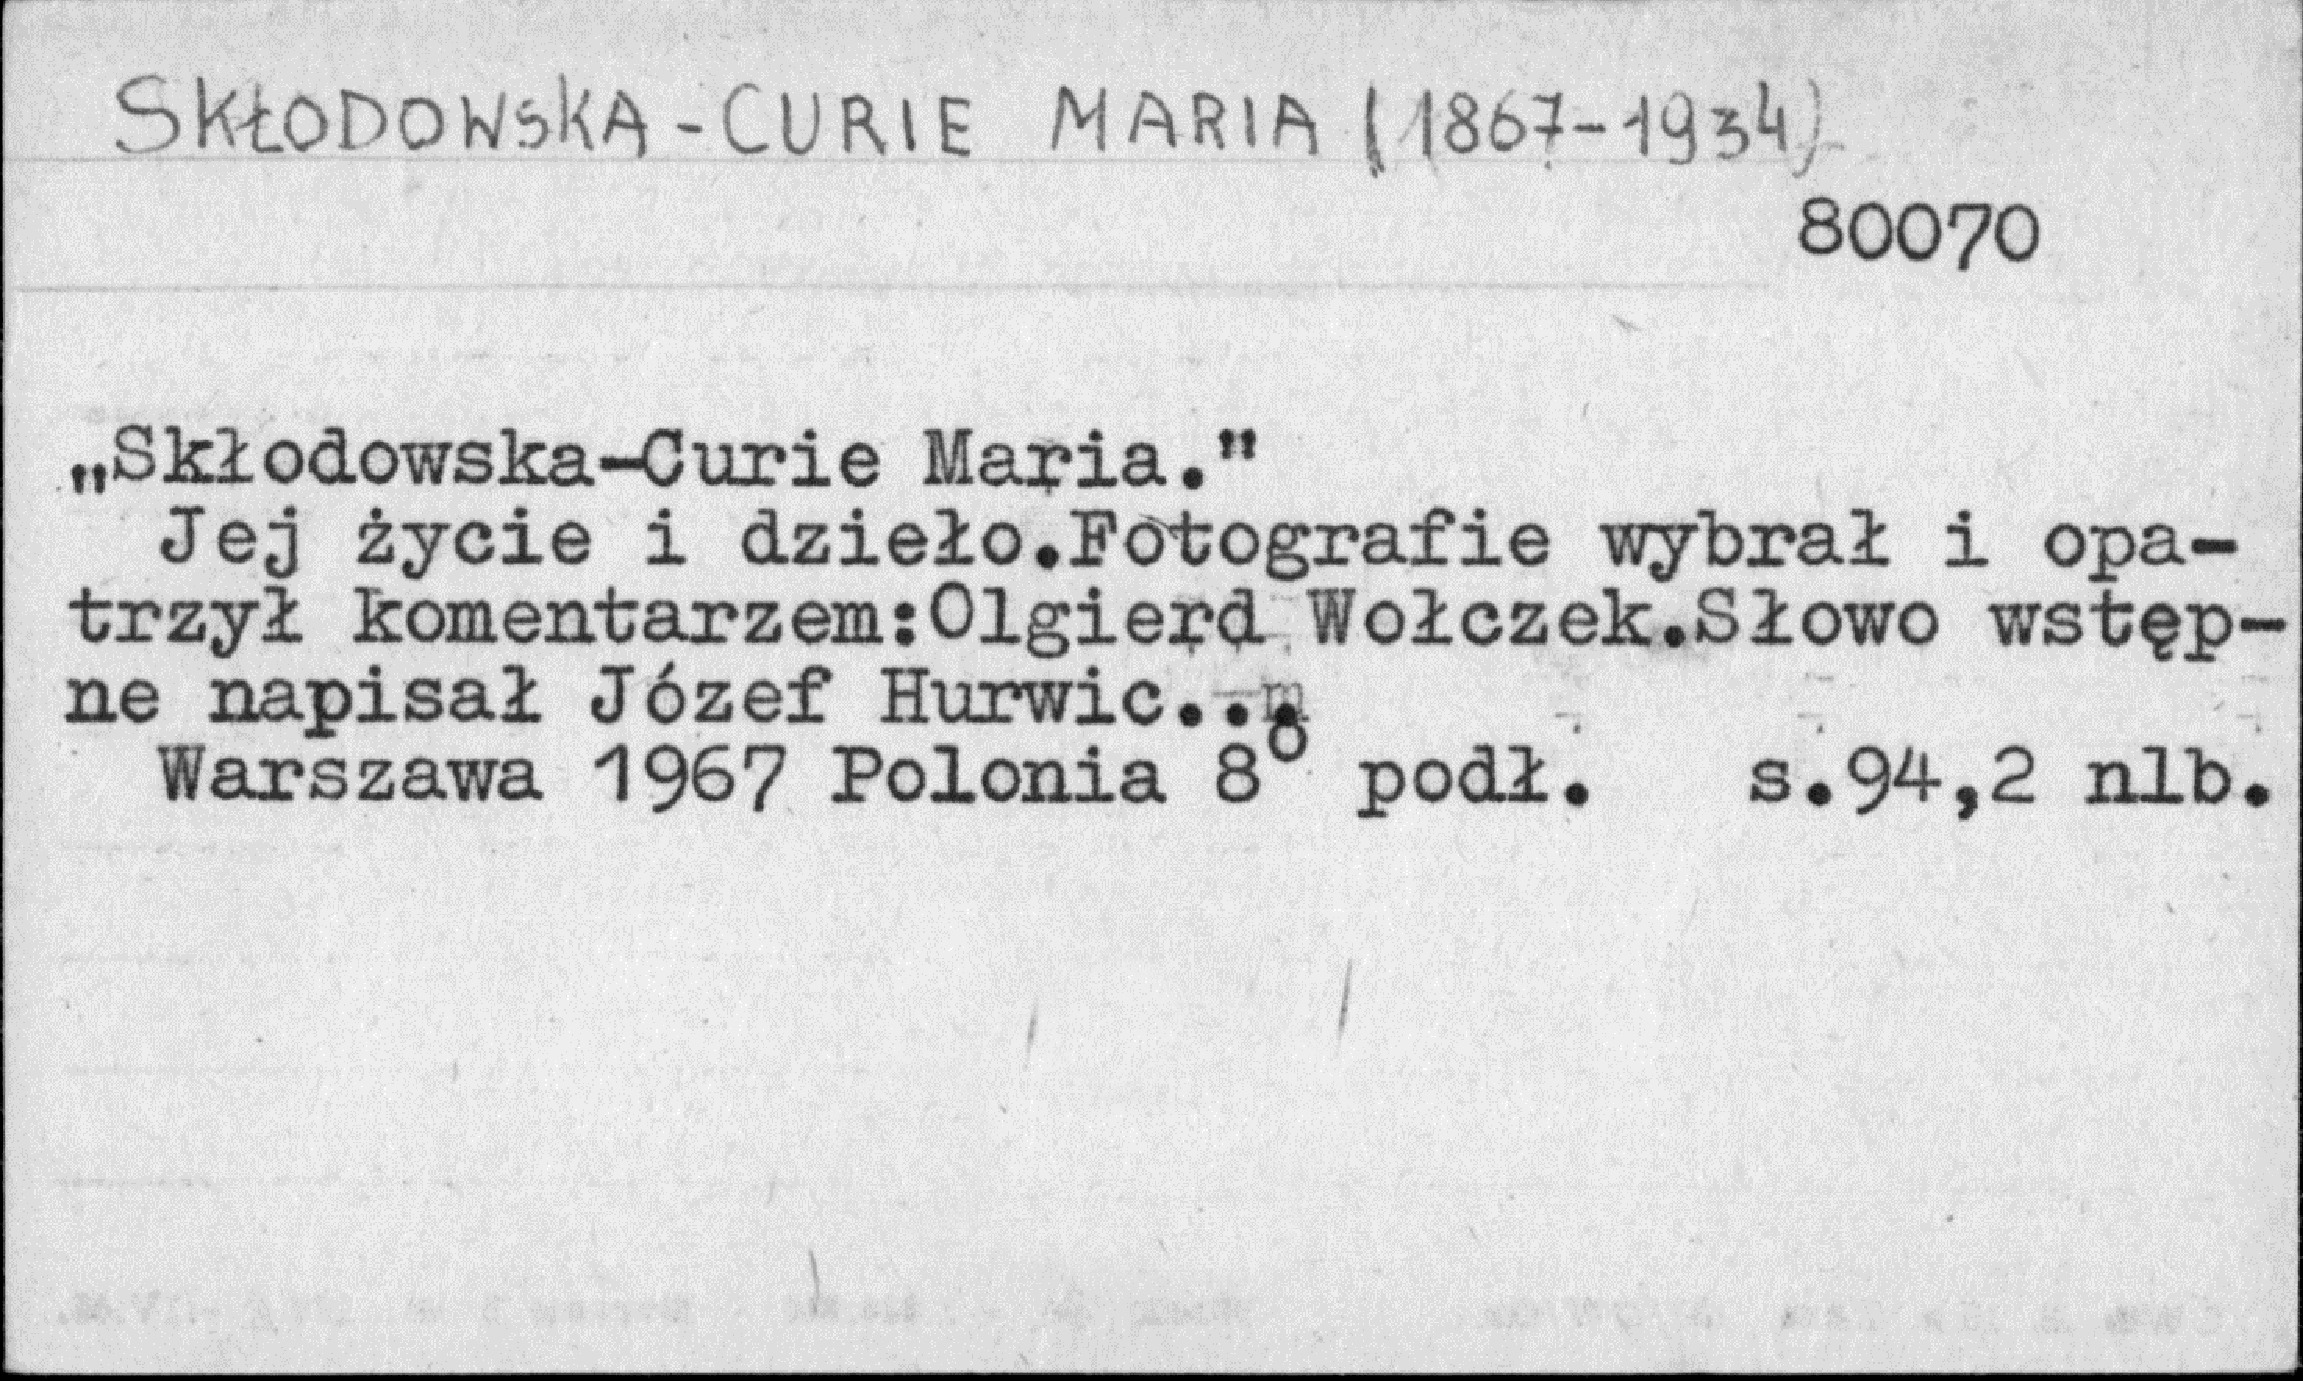 SKŁODOWSKA-CURIE MARIA (1867-1934)
80070
„Skłodowska-Curie Maria."
Jej życie i dzieło.Fotografie wybrał i opa-
trzył komentarzem:Olgierd Wołczek.Słowo wstęp-
ne napisał Józef Hurwic...
Warszawa 1967 Polonia 8° podł. s.94,2 nlb.